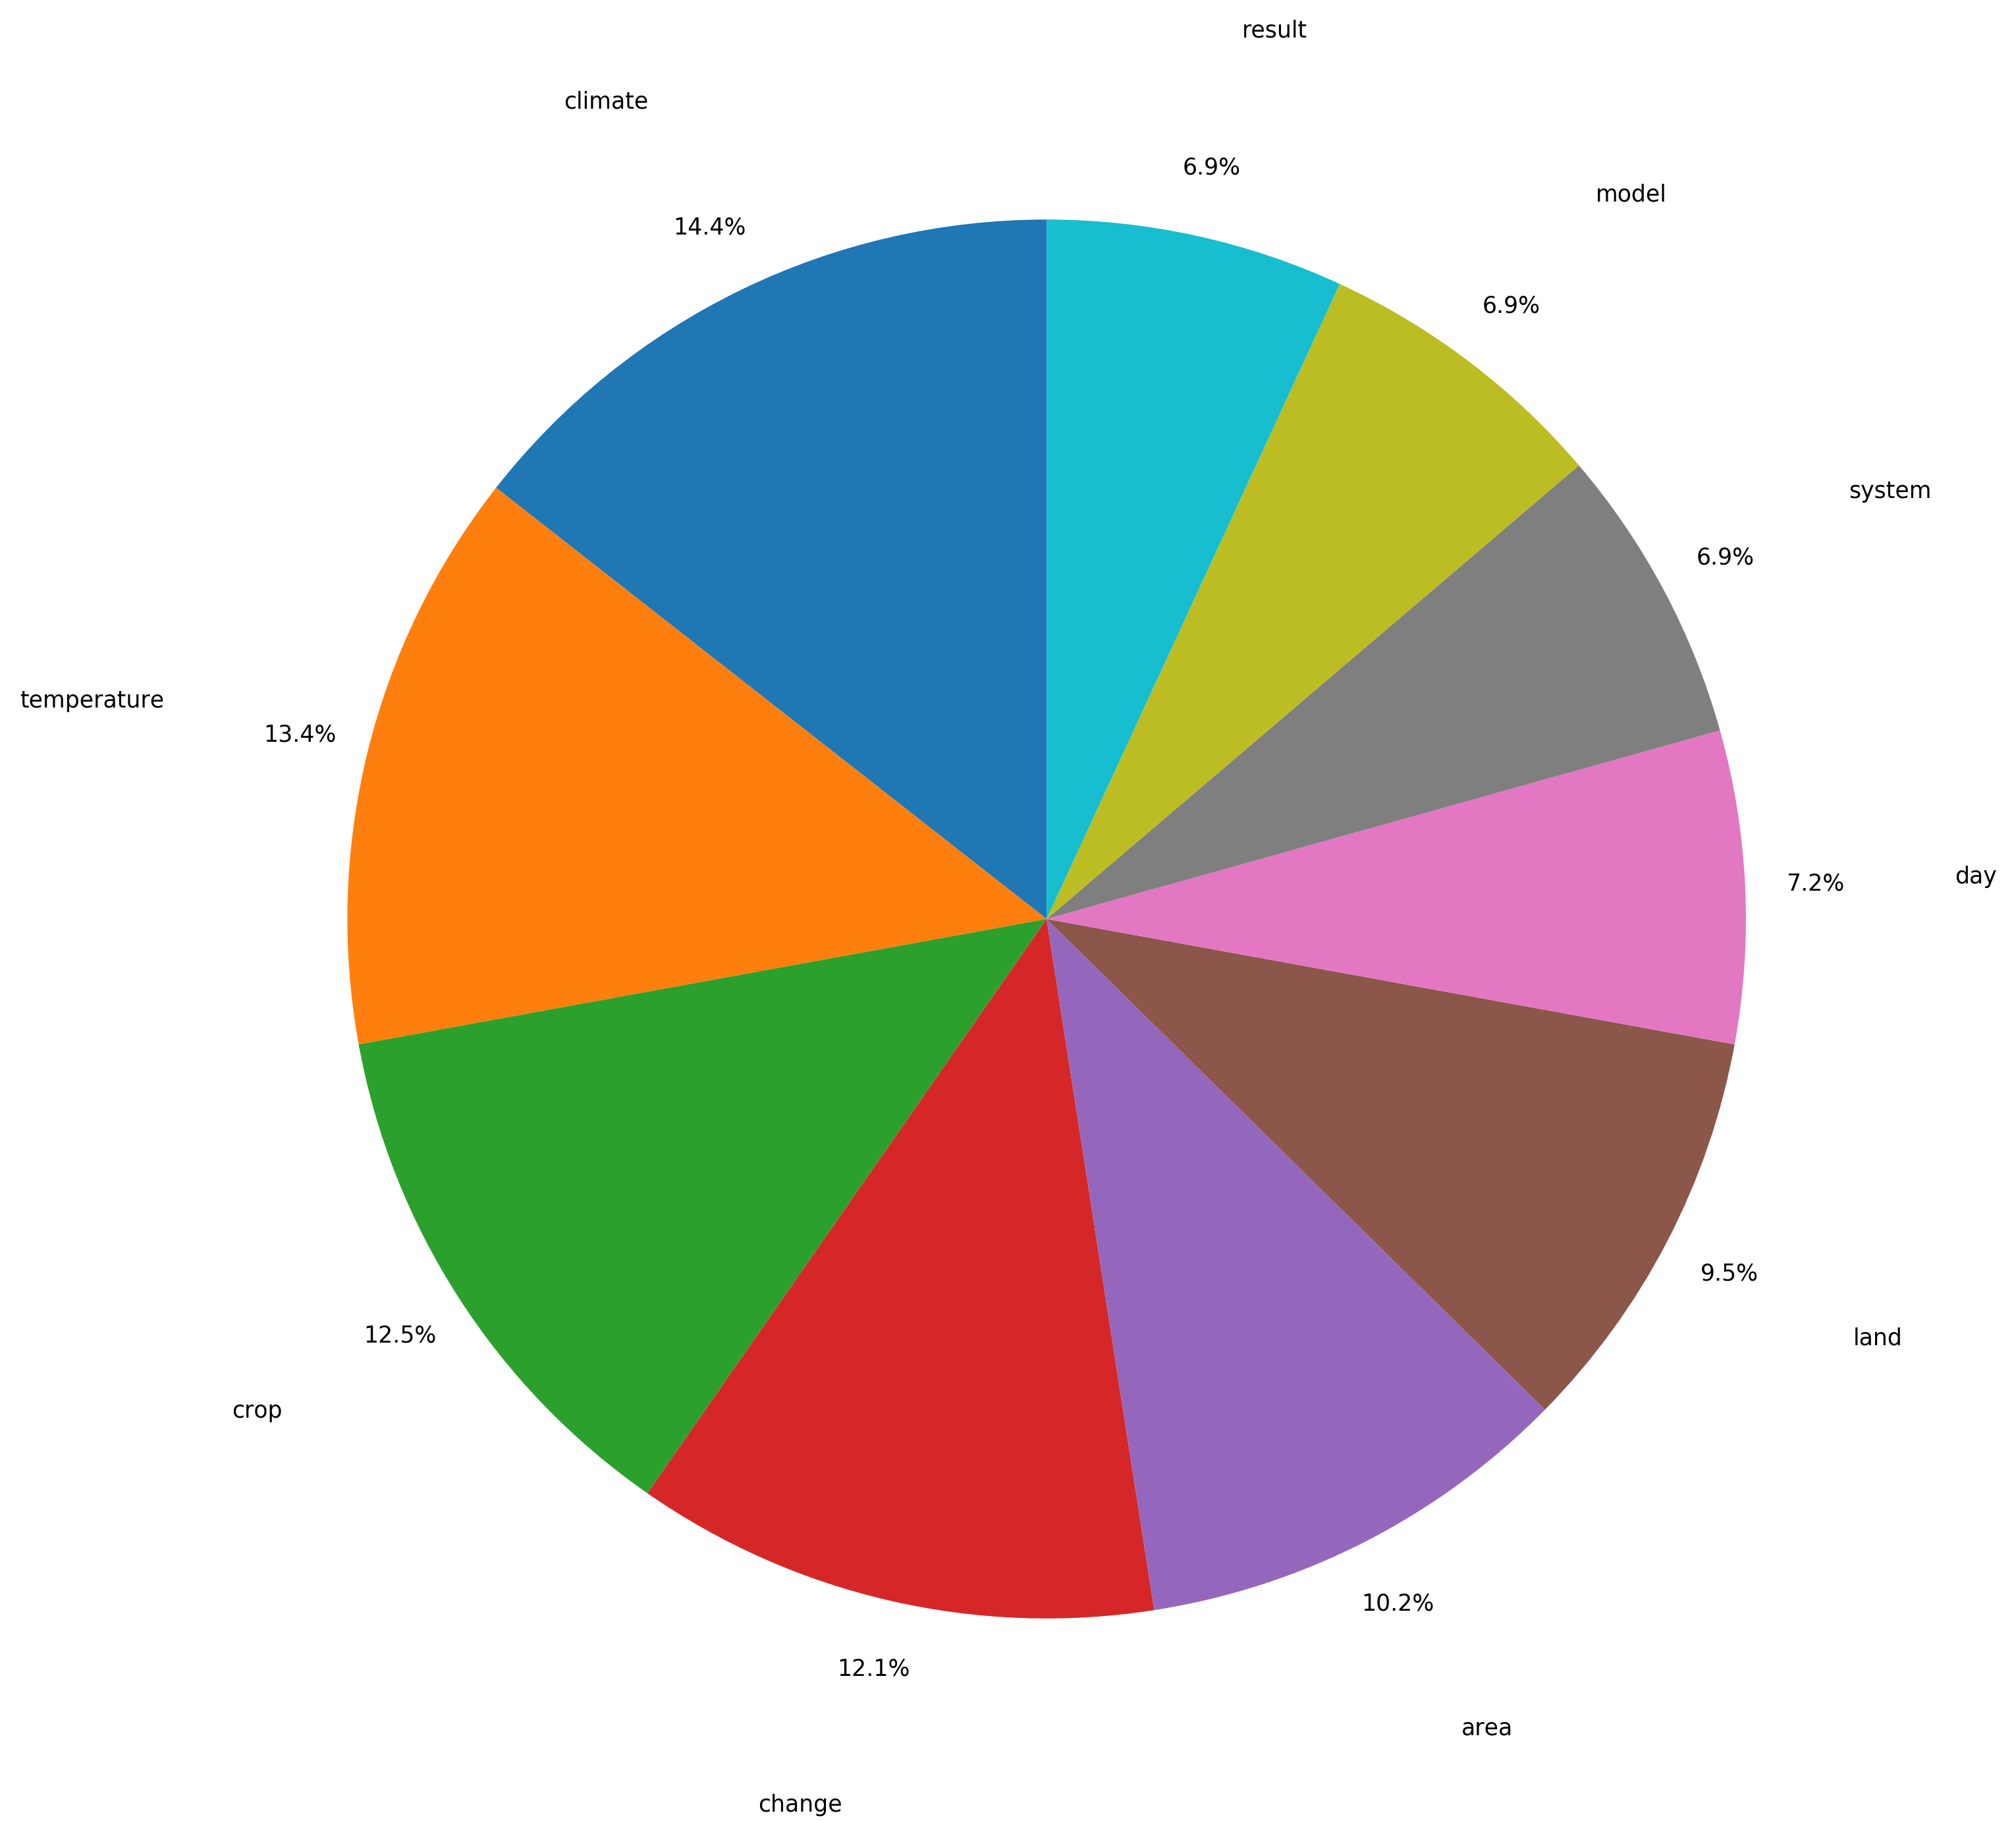 result
climate
6.9%
model
14.4%
6.9%
system
6.9%
temperature
13.4%
day
7.2%
9.5%
land
12.5%
crop
10.2%
12.1%
area
change